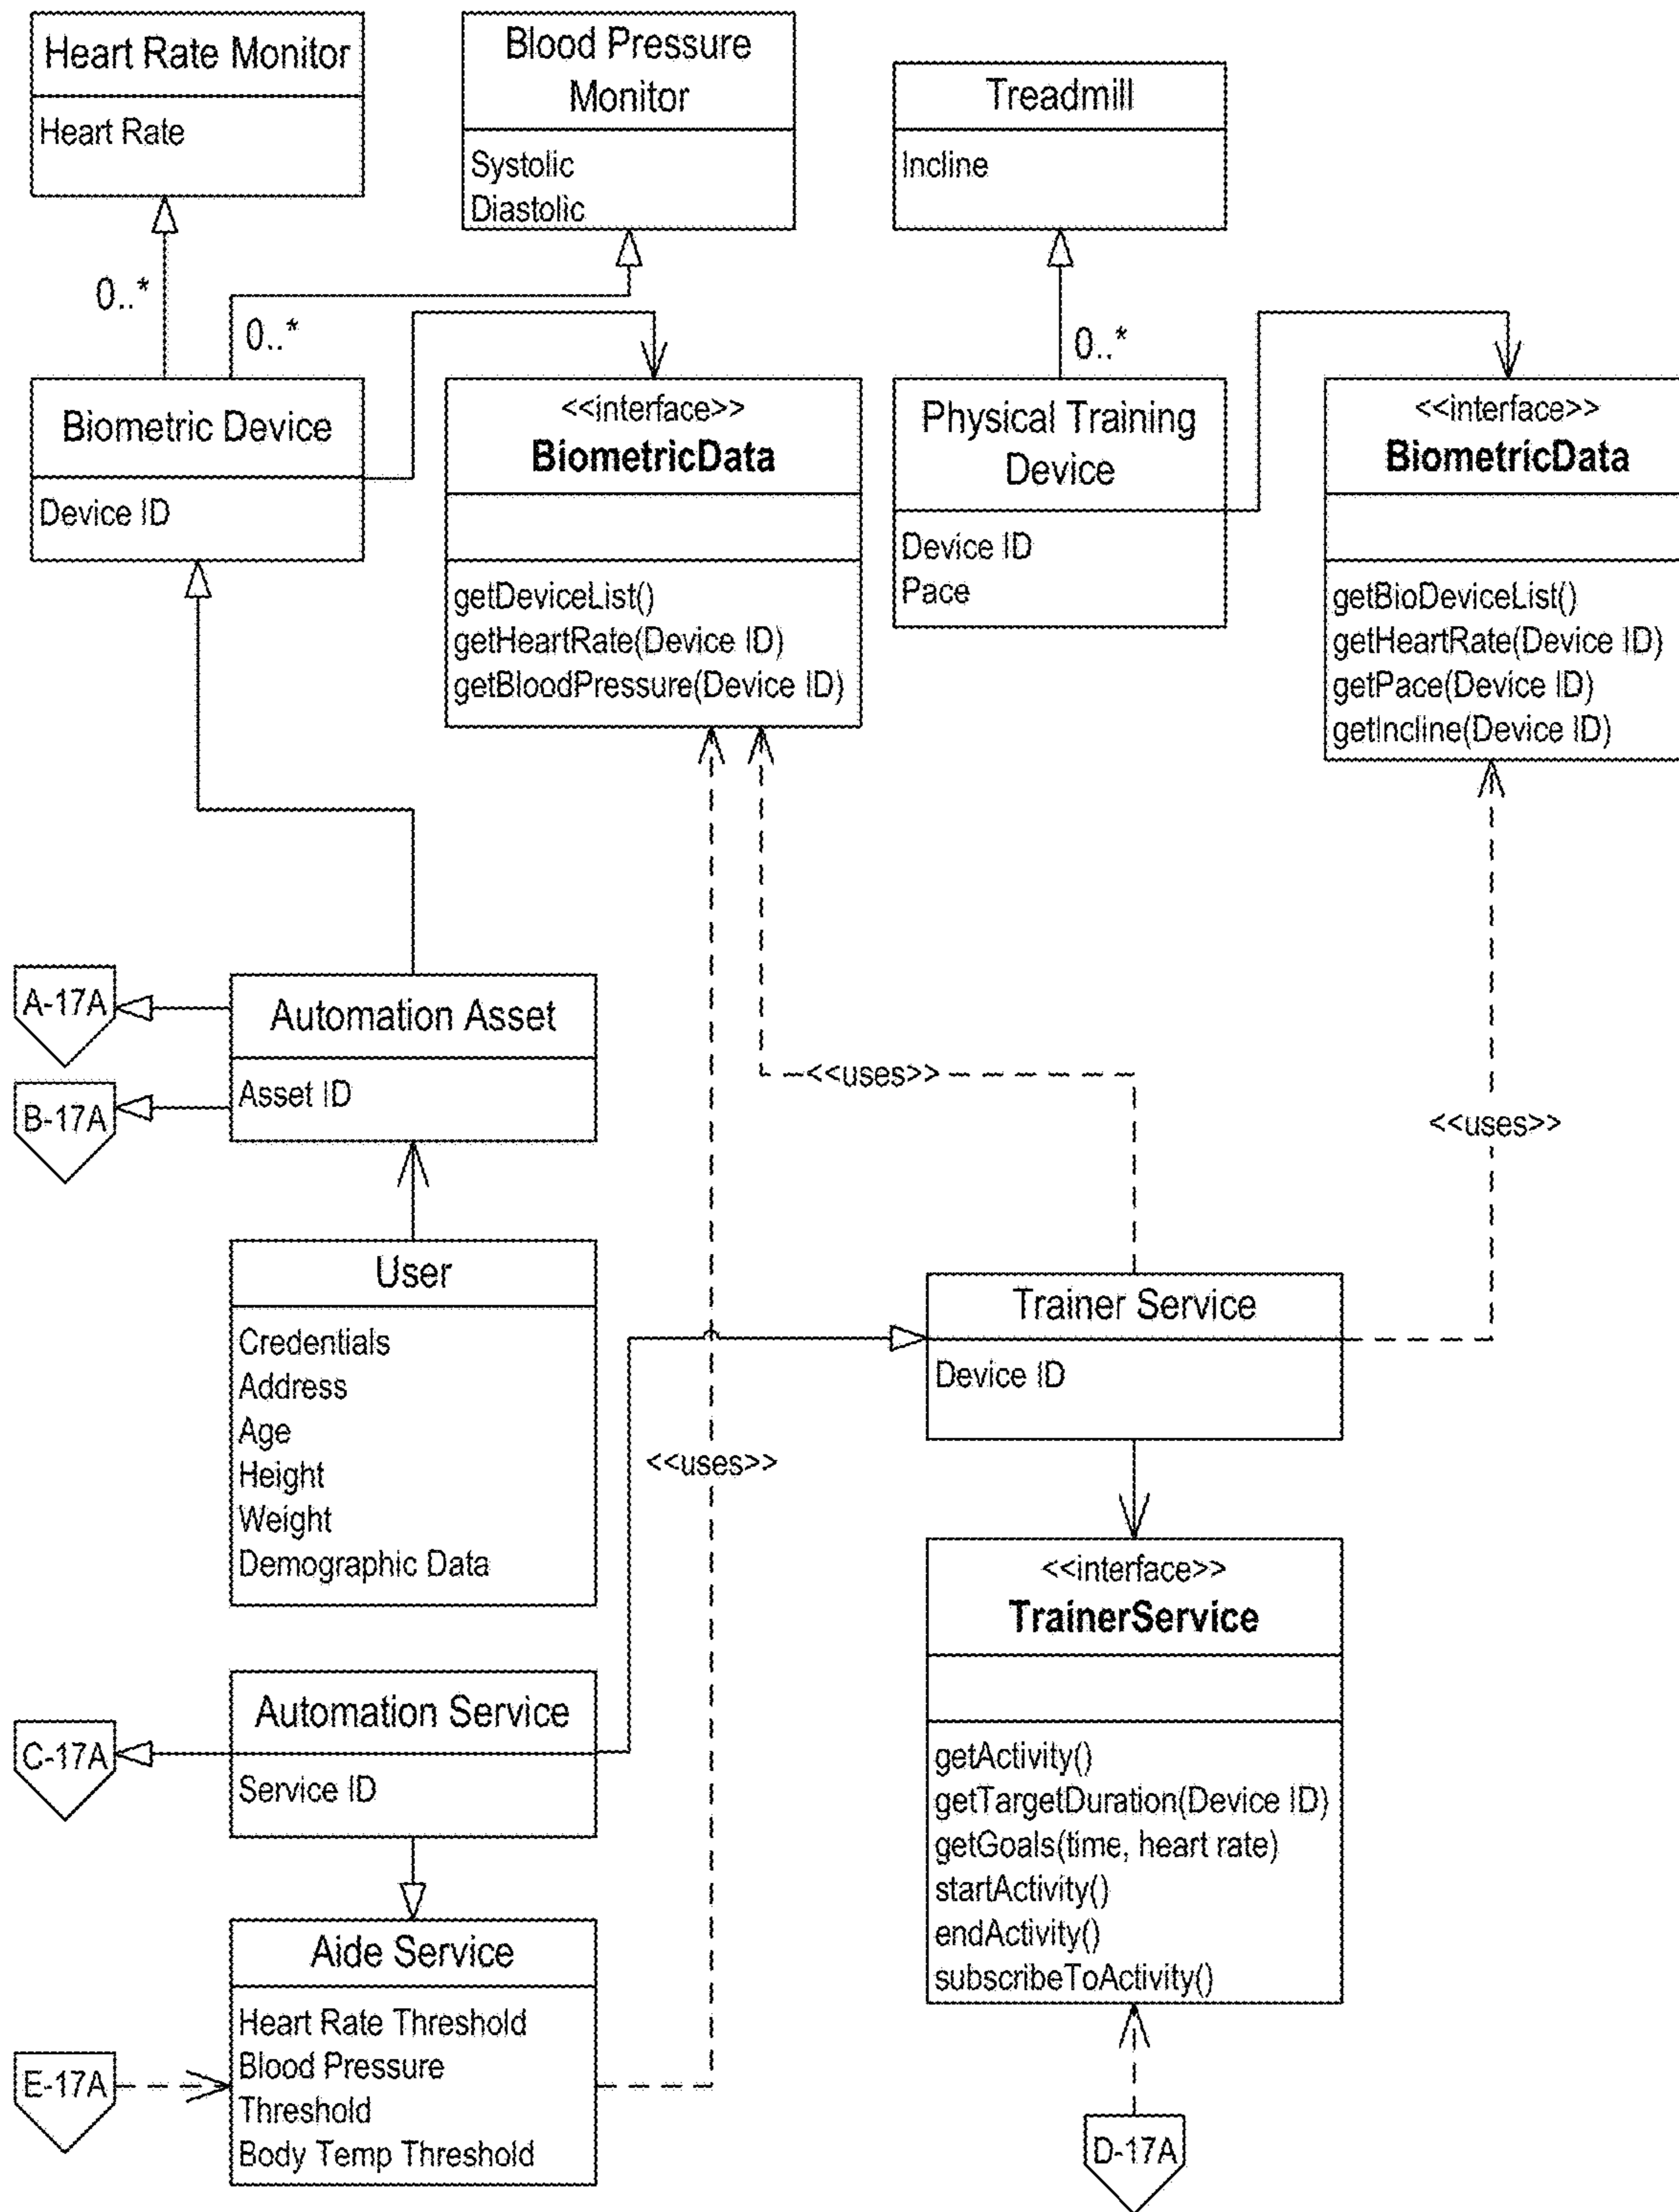 Heart Rate Monitor
Heart Rate
Blood Pressure
Monitor
Systolic
Diastolic
Treadmill
Incline
0..*
0..*
0..*
Biometric Device
Device ID
<<interface>>
BiometricData
getDeviceList()
getHeartRate(Device ID)
getBloodPressure(Device ID)
Physical Training
Device
Device ID
Pace
<<interface>>
BiometricData
getBioDeviceList()
getHeartRate(Device ID)
getPace(Device ID)
getIncline(Device ID)
A-17A
B-17A
Automation Asset
Asset ID
<<uses>>
<<uses>>
User
Credentials
Address
Age
Height
Weight
Demographic Data
Trainer Service
Device ID
<<uses>>
<<interface>>
TrainerService
getActivity()
getTargetDuration(Device ID)
getGoals(time, heart rate)
startActivity()
endActivity()
subscribeToActivity()
C-17A
Automation Service
Service ID
Aide Service
Heart Rate Threshold
Blood Pressure
Threshold
Body Temp Threshold
E-17A
D-17A